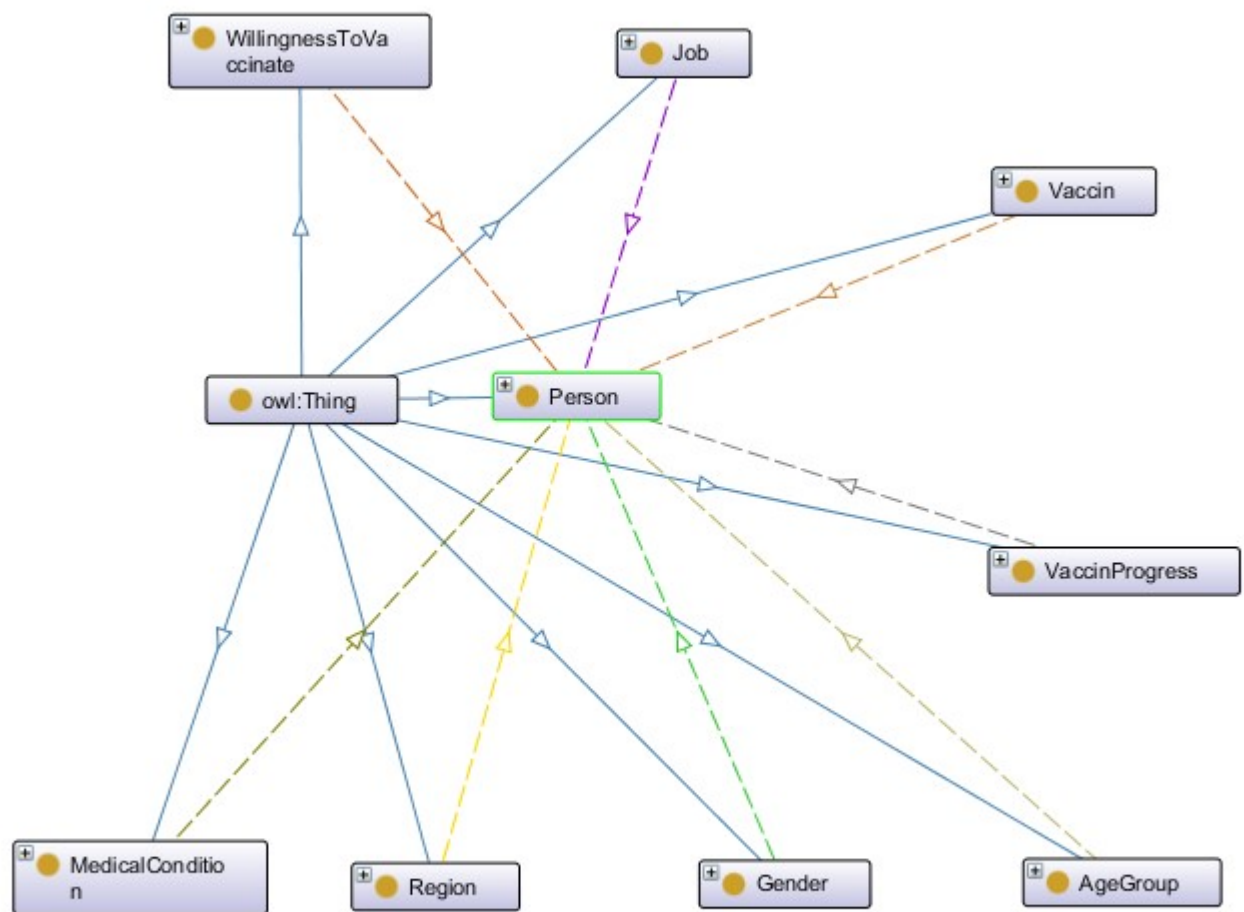 WillingnessToVa
ccinate
Job
Vaccin
owl:Thing
Person
VaccinProgress
MedicalConditio
n
Region
Gender
AgeGroup